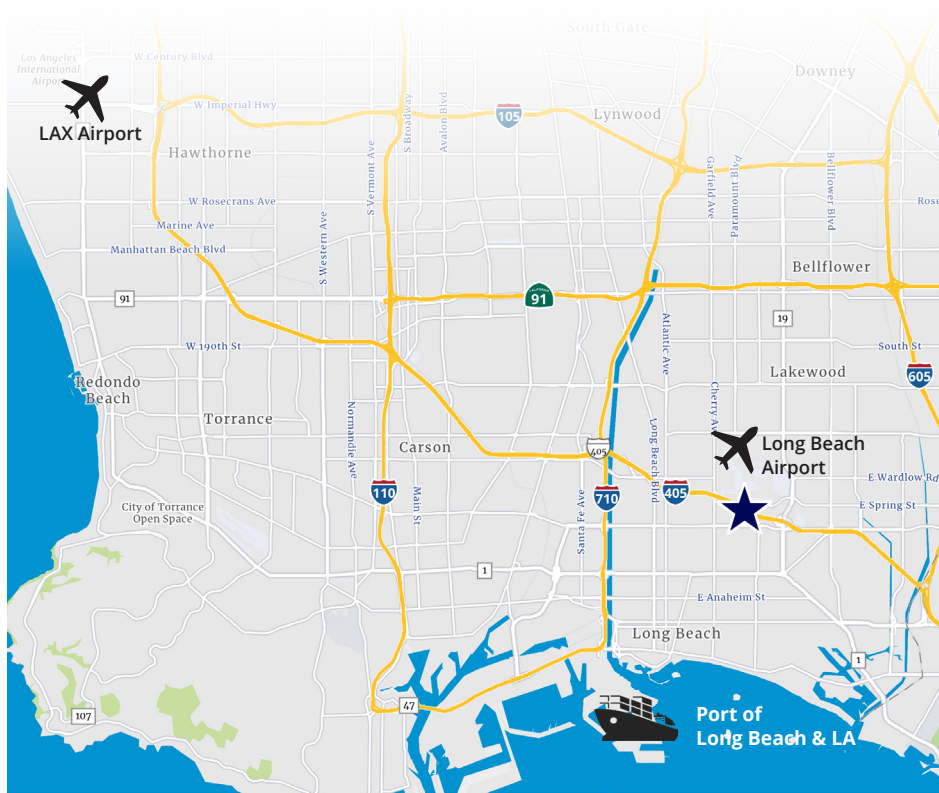 South Gate
Los Angeles
International
Airport
W Century Blvd
Downey
LAX Airport
W Imperial Hwy
S Broadway
Avalon Blvd
105
Lynwood
Hawthorne
S Vermont Ave
Garfield Ave
Paramount Blvd
Bellflower Blvd
W Rosecrans Ave
Rose
Marine Ave
S Western Ave
Manhattan Beach Blvd
Bellflower
91
CALIFORNIA
91
19
W 190th St
Atlantic Ave
South St
Redondo
Beach
Lakewood
605
Torrance
Normandie Ave
Carson
405
Long Beach Blvd
Cherry Av
Long Beach
Airport
E Wardlow Rd
110
Main St
Santa Fe Ave
710
405
E Spring St
City of Torrance
Open Space
1
E Anaheim St
Long Beach
1
47
107
Port of
Long Beach & LA